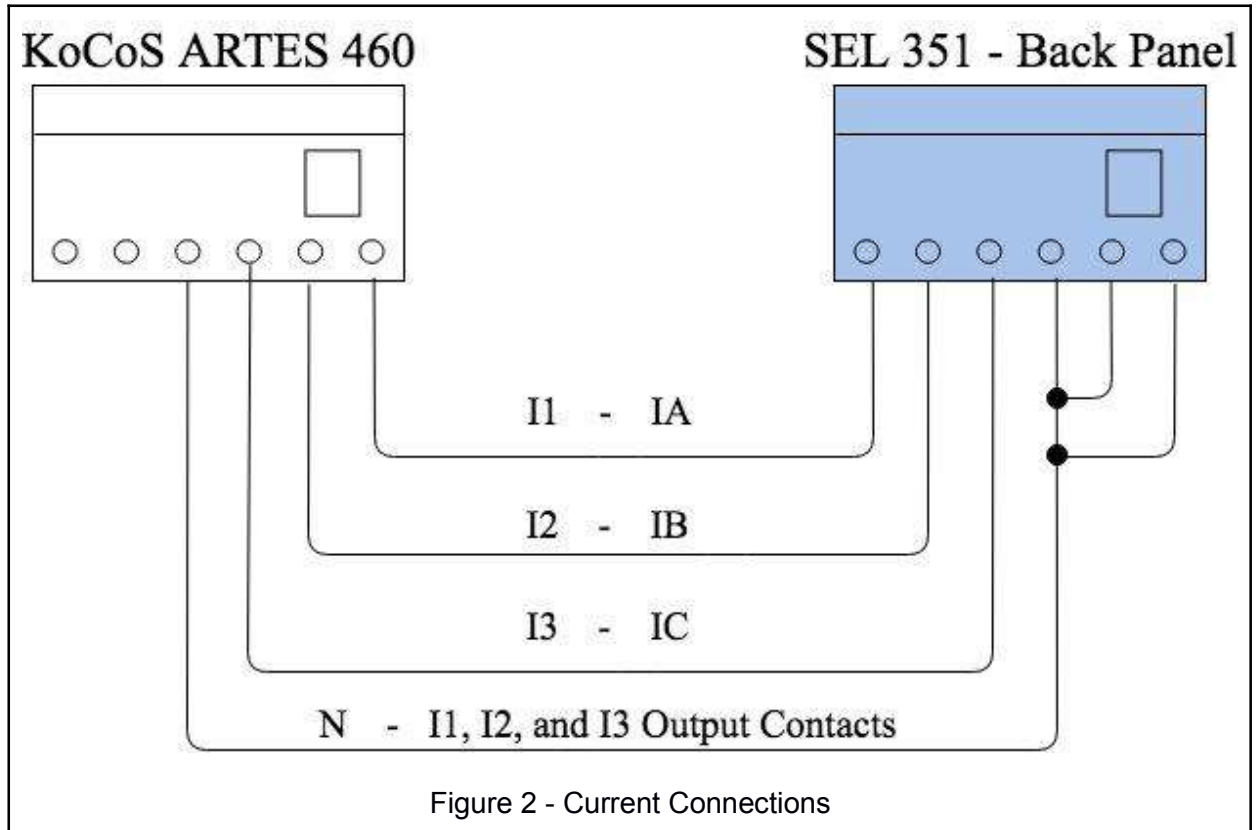 KoCoS ARTES 460
SEL 351 - Back Panel
I1 - IA
I2 - IB
I3 - IC
N - I1, I2, and I3 Output Contacts
Figure 2 - Current Connections